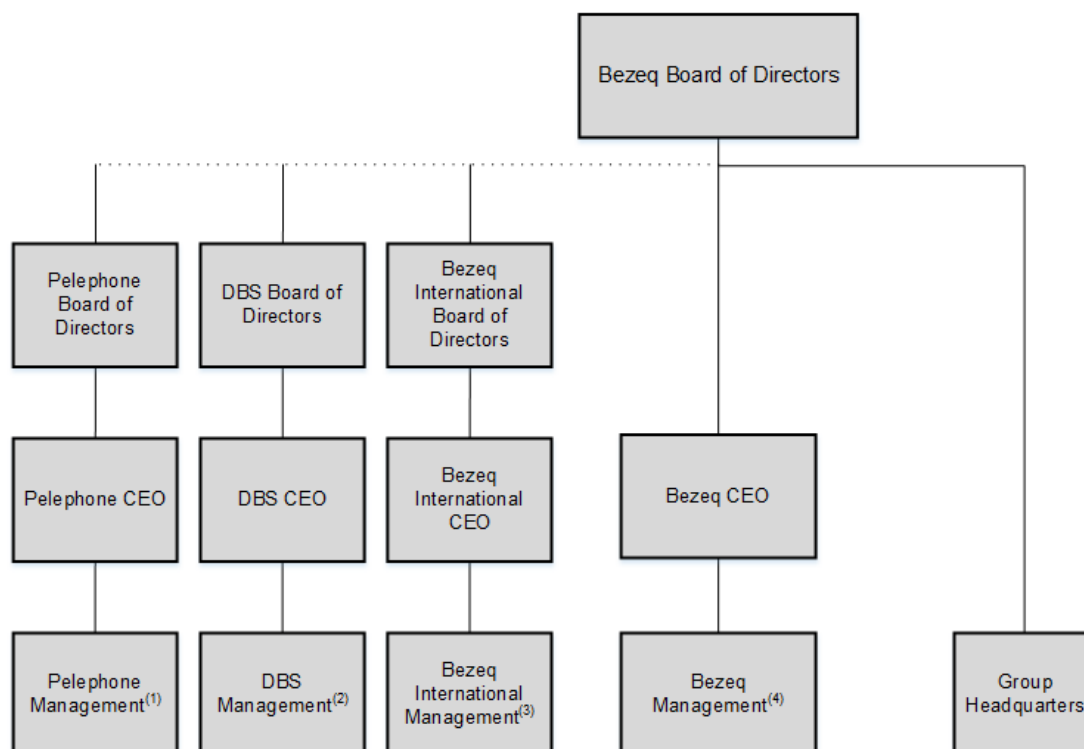 Bezeq Board of Directors
Pelephone
Board of
Directors
DBS Board of
Directors
Bezeq
International
Board of
Directors
Pelephone CEO
DBS CEO
Bezeq
International
CEO
Bezeq CEO
Pelephone
Management(1)
DBS
Management(2)
Bezeq
International
Management(3)
Bezeq
Management(4)
Group
Headquarters